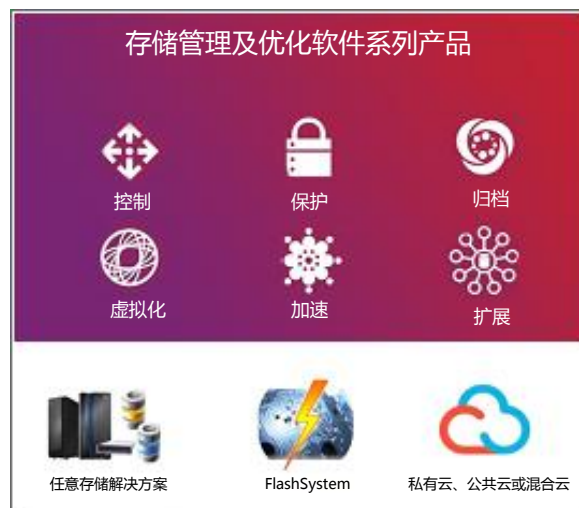 存储管理及优化软件系列产品
控制
保护
归档
虚拟化
加速
扩展
任意存储解决方案
FlashSystem
私有云、公共云或混合云